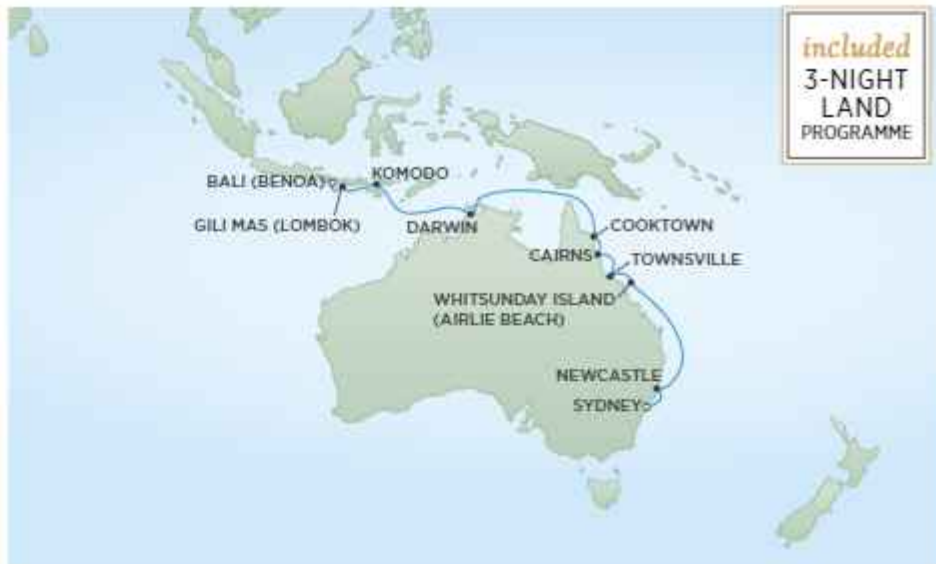 included
3-NIGHT
LAND
PROGRAMME
BALI (BENOA)
KOMODO
GILI MAS (LOMBOK)
DARWIN
COOKTOWN
CAIRNS
TOWNSVILLE
WHITSUNDAY ISLAND
(AIRLIE BEACH)
NEWCASTLE
SYDNEY